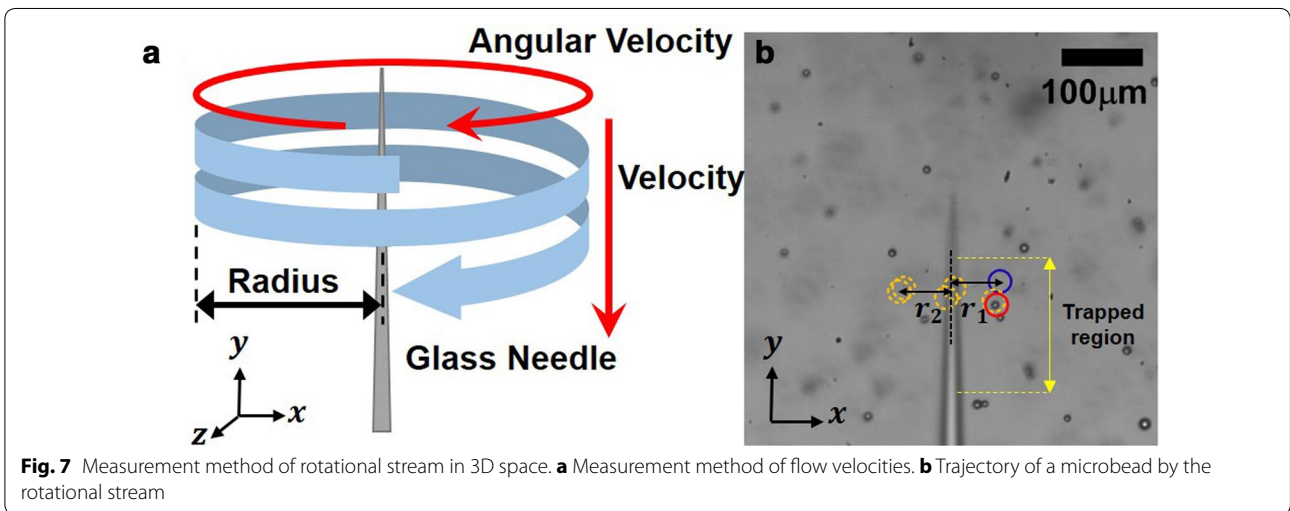 a
Angular Velocity
Velocity
Radius
Glass Needle
y
x
z
b
100μm
r2
r1
Trapped
region
y
x
Fig. 7 Measurement method of rotational stream in 3D space. a Measurement method of flow velocities. b Trajectory of a microbead by the
rotational stream